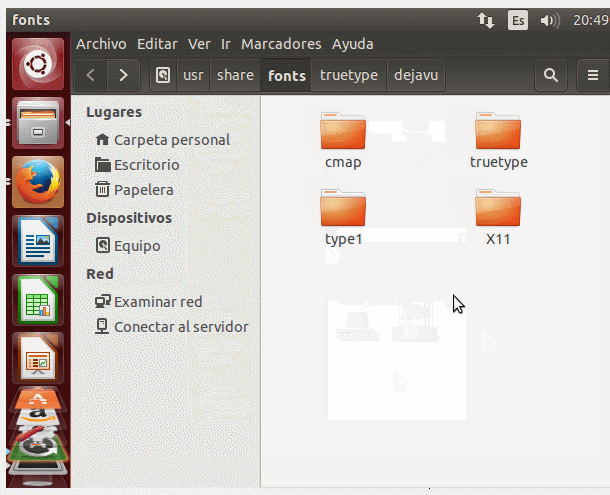 fonts Es 20:49
Archivo Editar Ver Ir Marcadores Ayuda
usr share fonts truetype dejavu
Lugares
Carpeta personal
Escritorio
Papelera
Dispositivos
Equipo
Red
Examinar red
Conectar al servidor
cmap truetype
type1 X11